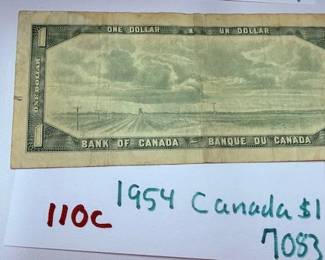 ONE DOLLAR UN DOLLAR
ONE DOLLAR
BANK OF CANADA – BANQUE DU CANADA
1954 Canada $1
110c
7083